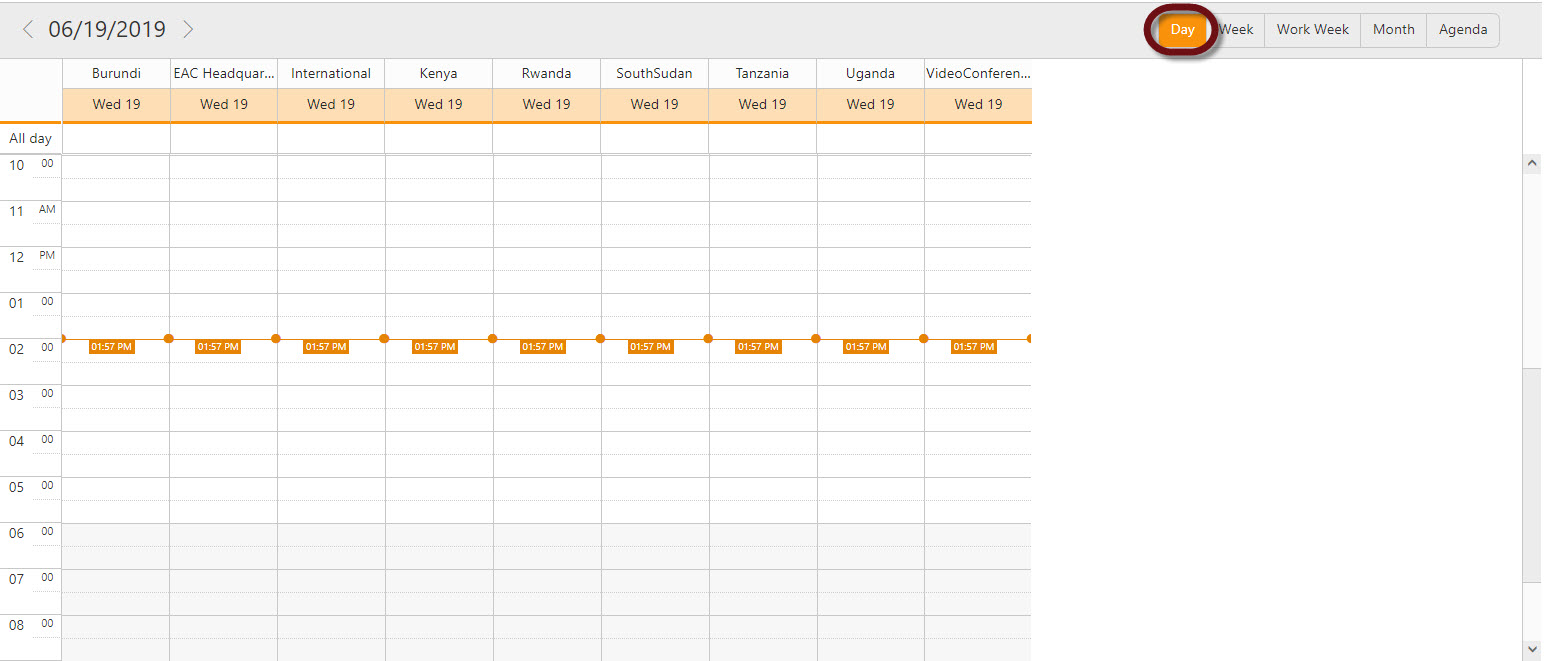 06/19/2019
Day Week Work Week Month Agenda
Burundi EAC Headquar... International Kenya Rwanda SouthSudan Tanzania Uganda VideoConferen...
Wed 19 Wed 19 Wed 19 Wed 19 Wed 19 Wed 19 Wed 19 Wed 19 Wed 19
All day
10 00
11 AM
12 PM
01 00
01:57 PM 01:57 PM 01:57 PM 01:57 PM 01:57 PM 01:57 PM 01:57 PM 01:57 PM 01:57 PM
02 00
03 00
04 00
05 00
06 00
07 00
08 00